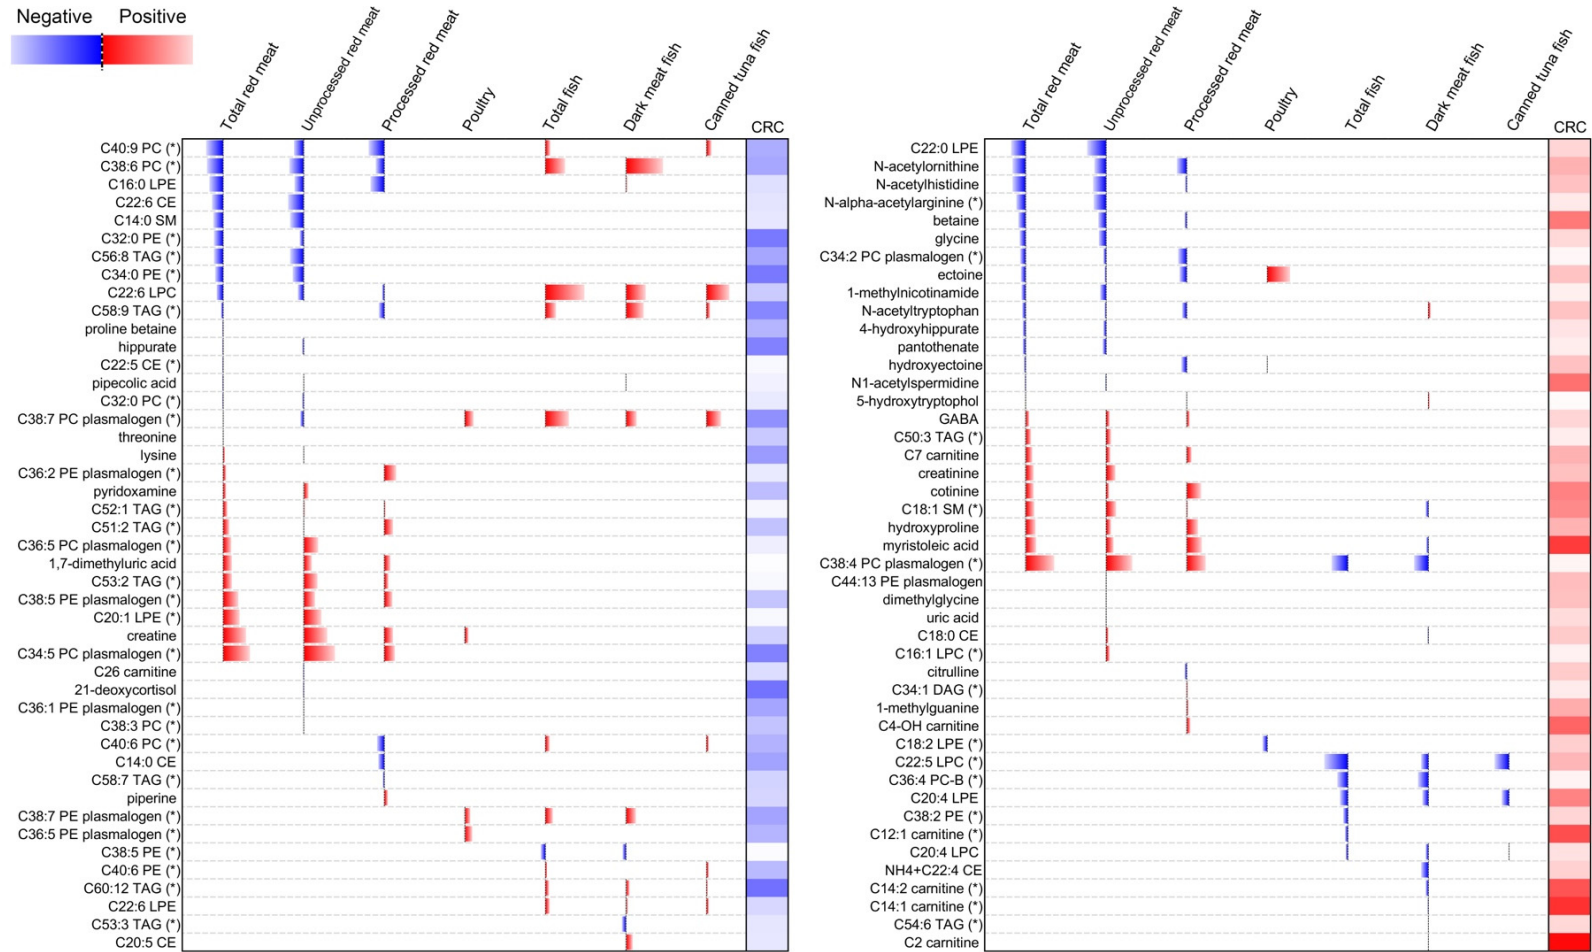 Negative Positive
Total red meat
Unprocessed red meat
Processed red meat
Poultry
Total fish
Dark meat fish
Canned tuna fish
CRC
C40:9 PC (*)
C38:6 PC (*)
C16:0 LPE
C22:6 CE
C14:0 SM
C32:0 PE (*)
C56:8 TAG (*)
C34:0 PE (*)
C22:6 LPC
C58:9 TAG (*)
proline betaine
hippurate
C22:5 CE (*)
pipecolic acid
C32:0 PC (*)
C38:7 PC plasmalogen (*)
threonine
lysine
C36:2 PE plasmalogen (*)
pyridoxamine
C52:1 TAG (*)
C51:2 TAG (*)
C36:5 PC plasmalogen (*)
1,7-dimethyluric acid
C53:2 TAG (*)
C38:5 PE plasmalogen (*)
C20:1 LPE (*)
creatine
C34:5 PC plasmalogen (*)
C26 carnitine
21-deoxycortisol
C36:1 PE plasmalogen (*)
C38:3 PC (*)
C40:6 PC (*)
C14:0 CE
C58:7 TAG (*)
piperine
C38:7 PE plasmalogen (*)
C36:5 PE plasmalogen (*)
C38:5 PE (*)
C40:6 PE (*)
C60:12 TAG (*)
C22:6 LPE
C53:3 TAG (*)
C20:5 CE
Total red meat
Unprocessed red meat
Processed red meat
Poultry
Total fish
Dark meat fish
Canned tuna fish
CRC
C22:0 LPE
N-acetylornithine
N-acetylhistidine
N-alpha-acetylarginine (*)
betaine
glycine
C34:2 PC plasmalogen (*)
ectoine
1-methylnicotinamide
N-acetyltryptophan
4-hydroxyhippurate
pantothenate
hydroxyectoine
N1-acetylspermidine
5-hydroxytryptophol
GABA
C50:3 TAG (*)
C7 carnitine
creatinine
cotinine
C18:1 SM (*)
hydroxyproline
myristoleic acid
C38:4 PC plasmalogen (*)
C44:13 PE plasmalogen
dimethylglycine
uric acid
C18:0 CE
C16:1 LPC (*)
citrulline
C34:1 DAG (*)
1-methylguanine
C4-OH carnitine
C18:2 LPE (*)
C22:5 LPC (*)
C36:4 PC-B (*)
C20:4 LPE
C38:2 PE (*)
C12:1 carnitine (*)
C20:4 LPC
NH4+C22:4 CE
C14:2 carnitine (*)
C14:1 carnitine (*)
C54:6 TAG (*)
C2 carnitine